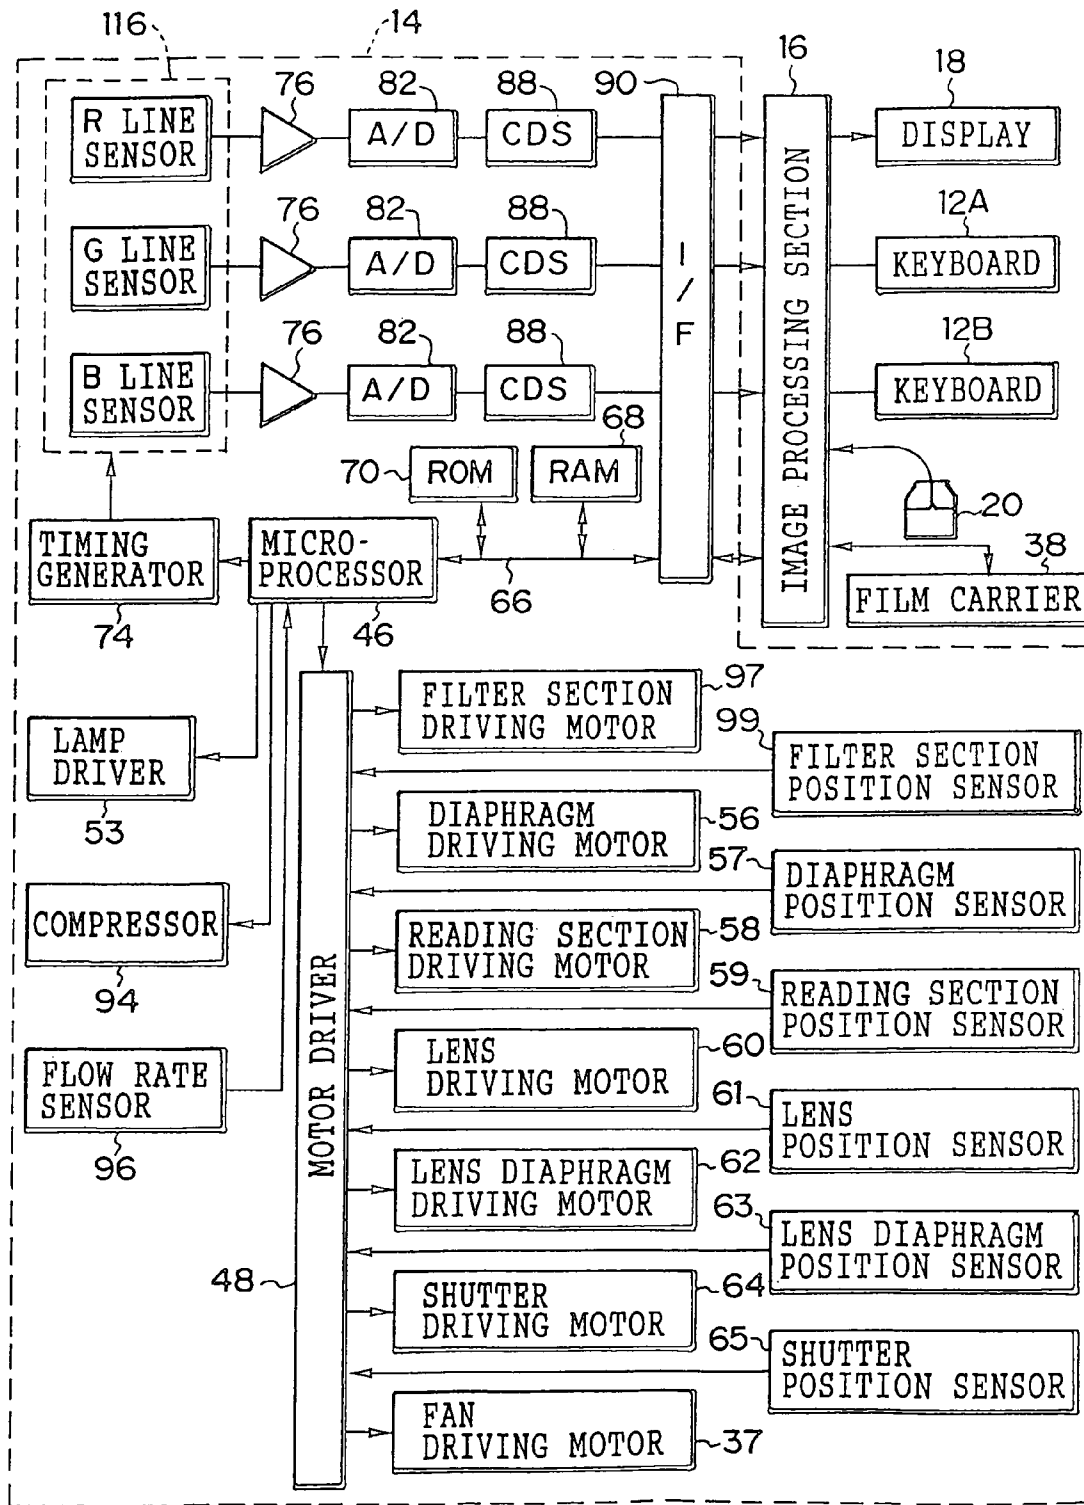 116
14
76
82
88
90
16
18
R LINE
SENSOR
A/D
CDS
DISPLAY
76
82
88
12A
G LINE
SENSOR
A/D
CDS
KEYBOARD
76
82
88
12B
B LINE
SENSOR
A/D
CDS
KEYBOARD
I/F
IMAGE PROCESSING SECTION
68
70
ROM
RAM
20
TIMING
GENERATOR
MICRO-
PROCESSOR
66
38
FILM CARRIER
74
46
FILTER SECTION
DRIVING MOTOR
97
99
LAMP
DRIVER
FILTER SECTION
POSITION SENSOR
53
DIAPHRAGM
DRIVING MOTOR
56
57
DIAPHRAGM
POSITION SENSOR
COMPRESSOR
READING SECTION
DRIVING MOTOR
58
94
59
READING SECTION
POSITION SENSOR
MOTOR DRIVER
FLOW RATE
SENSOR
LENS
DRIVING MOTOR
60
61
LENS
POSITION SENSOR
96
LENS DIAPHRAGM
DRIVING MOTOR
62
63
LENS DIAPHRAGM
POSITION SENSOR
48
SHUTTER
DRIVING MOTOR
64
65
SHUTTER
POSITION SENSOR
FAN
DRIVING MOTOR
37